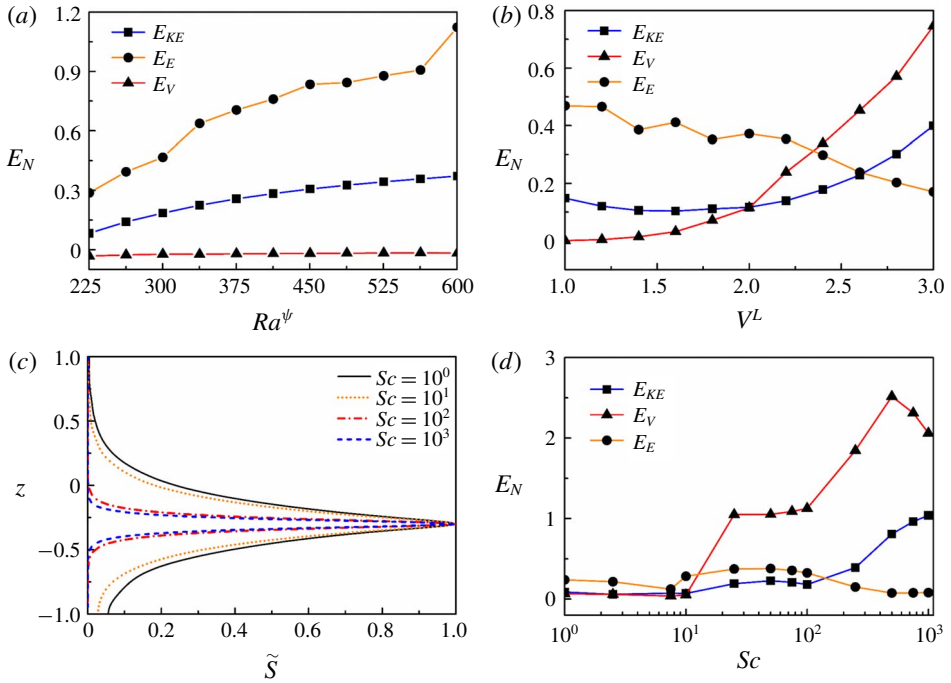 (a)
1.2
0.9
0.6
0.3
0
E_N
E_KE
E_E
E_V
225 300 375 450 525 600
Ra^ψ
(b)
0.8
0.6
0.4
0.2
0
E_N
E_KE
E_V
E_E
1.0 1.5 2.0 2.5 3.0
V^L
(c)
1.0
0.5
0
−0.5
−1.0
z
Sc = 10^0
Sc = 10^1
Sc = 10^2
Sc = 10^3
0 0.2 0.4 0.6 0.8 1.0
S̃
(d)
3
2
1
0
E_N
E_KE
E_V
E_E
10^0 10^1 10^2 10^3
Sc